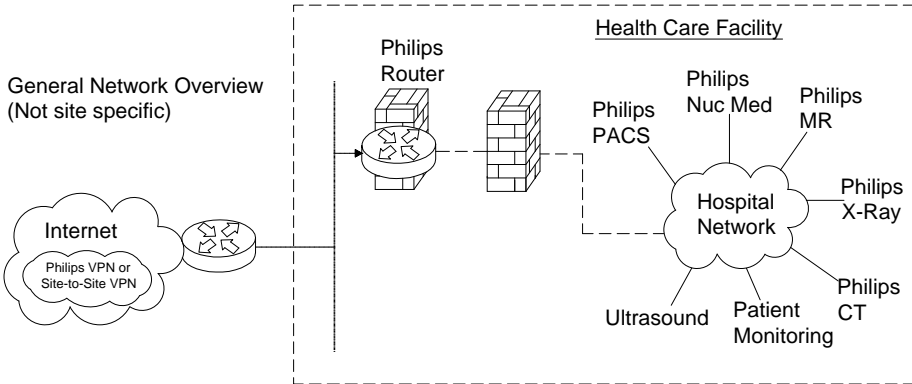 Health Care Facility
General Network Overview
(Not site specific)
Philips
Router
Philips
PACS
Philips
Nuc Med
Philips
MR
Internet
Philips VPN or
Site-to-Site VPN
Hospital
Network
Philips
X-Ray
Ultrasound
Patient
Monitoring
Philips
CT